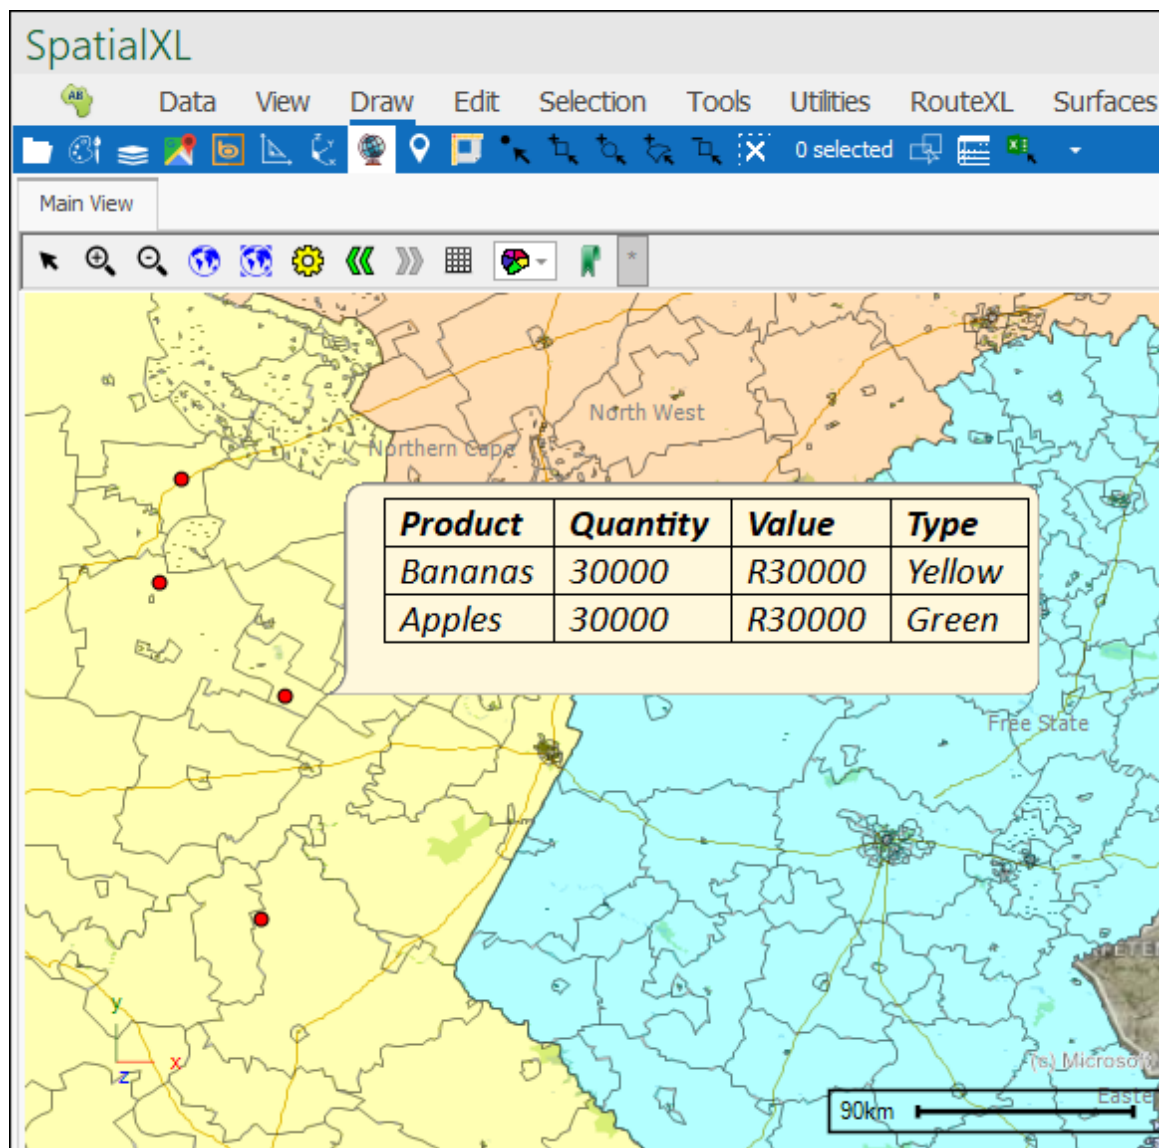 SpatialXL
Data View Draw Edit Selection Tools Utilities RouteXL Surfaces
0 selected
Main View
North West
Northern Cape
Product Quantity Value Type
Bananas 30000 R30000 Yellow
Apples 30000 R30000 Green
Free State
y
x
z
(c) Microsoft
90km